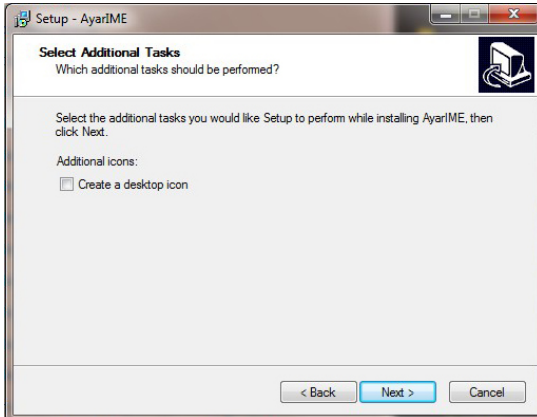 Setup - AyarIME
Select Additional Tasks
Which additional tasks should be performed?
Select the additional tasks you would like Setup to perform while installing AyarIME, then
click Next.
Additional icons:
Create a desktop icon
< Back Next > Cancel